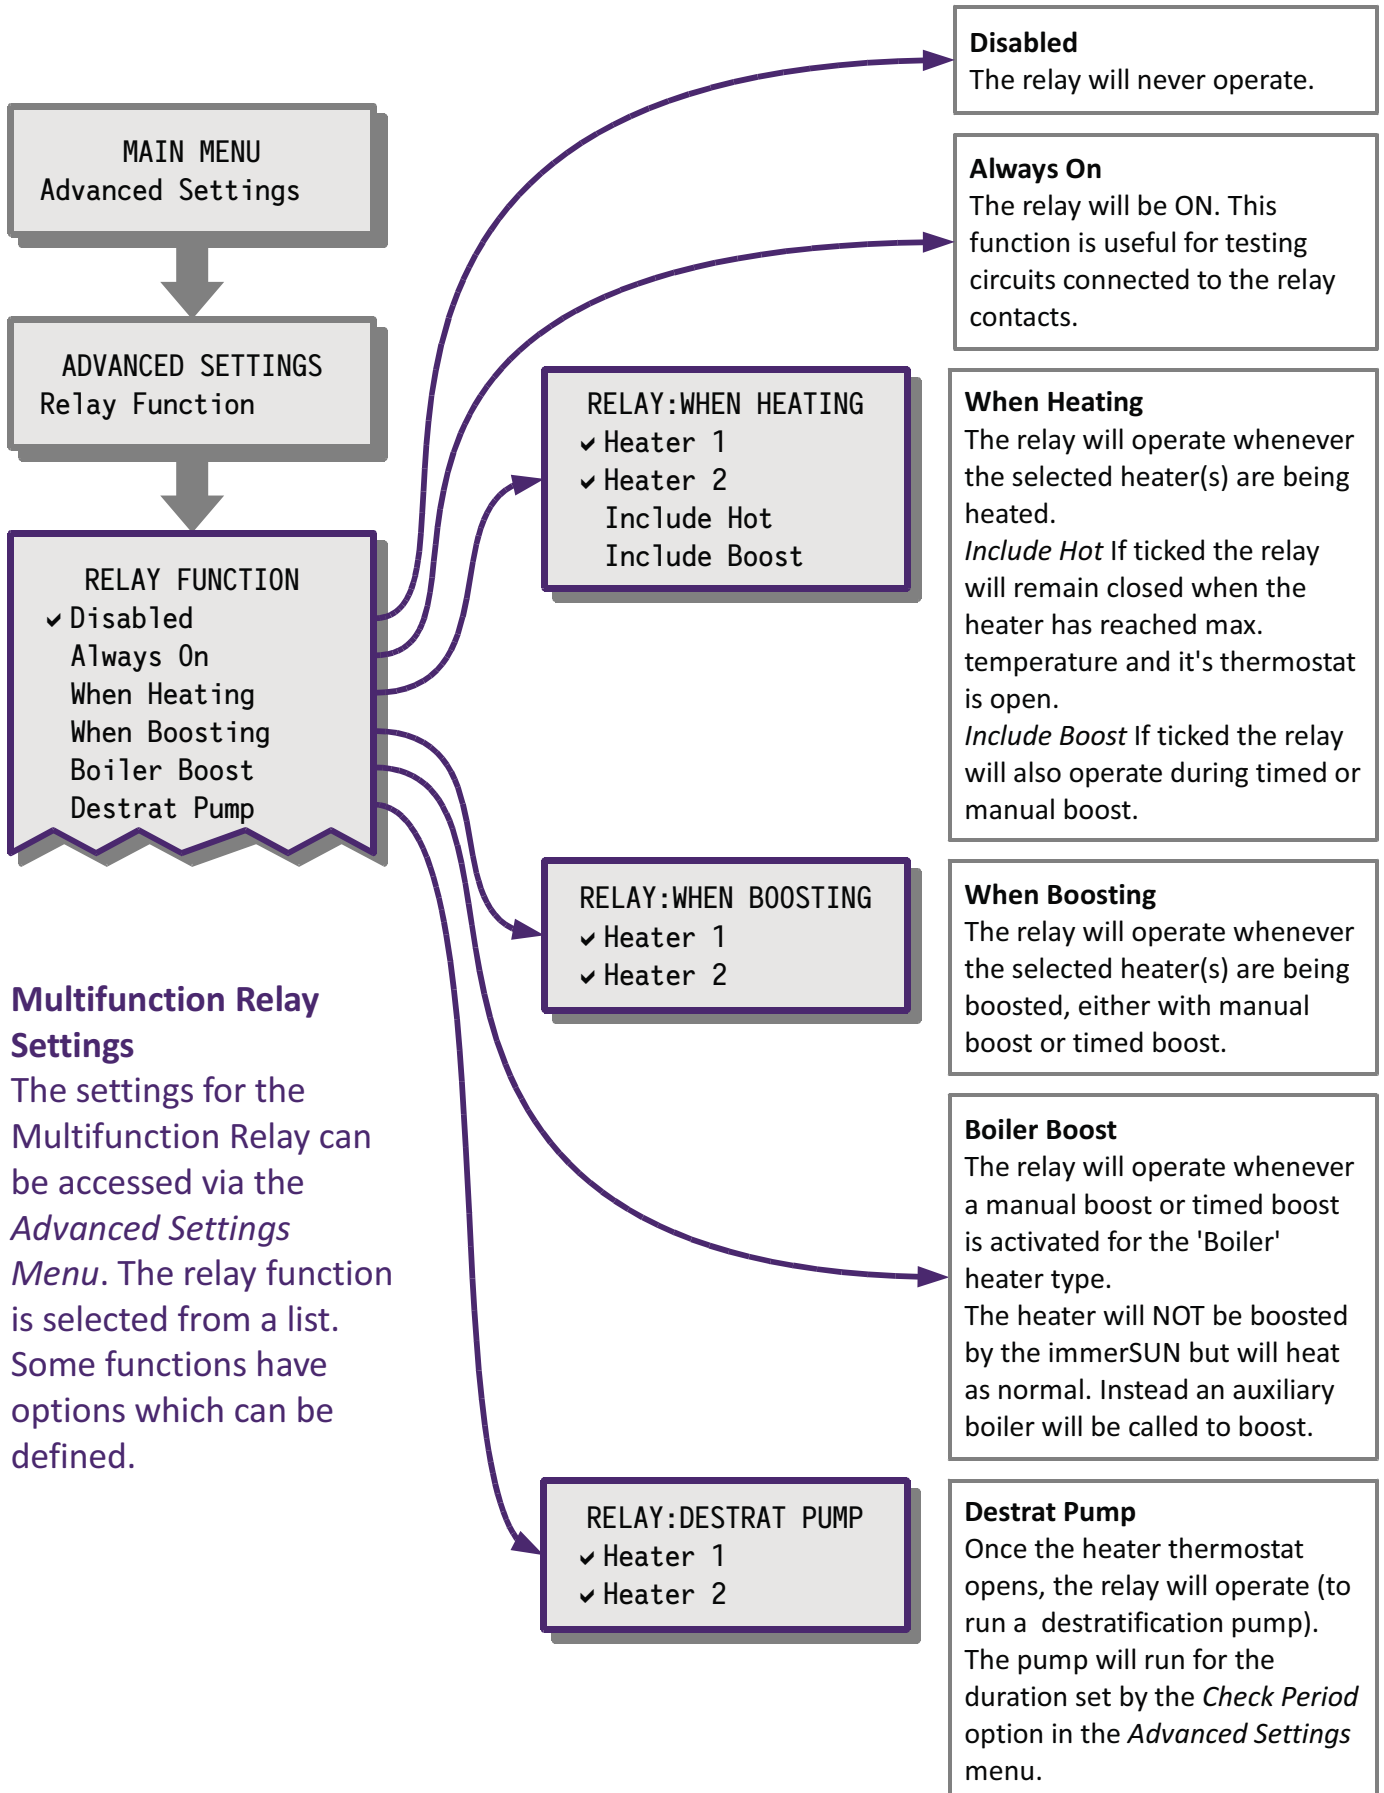 MAIN MENU
Advanced Settings
ADVANCED SETTINGS
Relay Function
RELAY FUNCTION
✓ Disabled
Always On
When Heating
When Boosting
Boiler Boost
Destrat Pump
Multifunction Relay
Settings
The settings for the
Multifunction Relay can
be accessed via the
Advanced Settings
Menu. The relay function
is selected from a list.
Some functions have
options which can be
defined.
RELAY:WHEN HEATING
✓ Heater 1
✓ Heater 2
Include Hot
Include Boost
RELAY:WHEN BOOSTING
✓ Heater 1
✓ Heater 2
RELAY:DESTRAT PUMP
✓ Heater 1
✓ Heater 2
Disabled
The relay will never operate.
Always On
The relay will be ON. This
function is useful for testing
circuits connected to the relay
contacts.
When Heating
The relay will operate whenever
the selected heater(s) are being
heated.
Include Hot If ticked the relay
will remain closed when the
heater has reached max.
temperature and it's thermostat
is open.
Include Boost If ticked the relay
will also operate during timed or
manual boost.
When Boosting
The relay will operate whenever
the selected heater(s) are being
boosted, either with manual
boost or timed boost.
Boiler Boost
The relay will operate whenever
a manual boost or timed boost
is activated for the 'Boiler'
heater type.
The heater will NOT be boosted
by the immerSUN but will heat
as normal. Instead an auxiliary
boiler will be called to boost.
Destrat Pump
Once the heater thermostat
opens, the relay will operate (to
run a  destratification pump).
The pump will run for the
duration set by the Check Period
option in the Advanced Settings
menu.